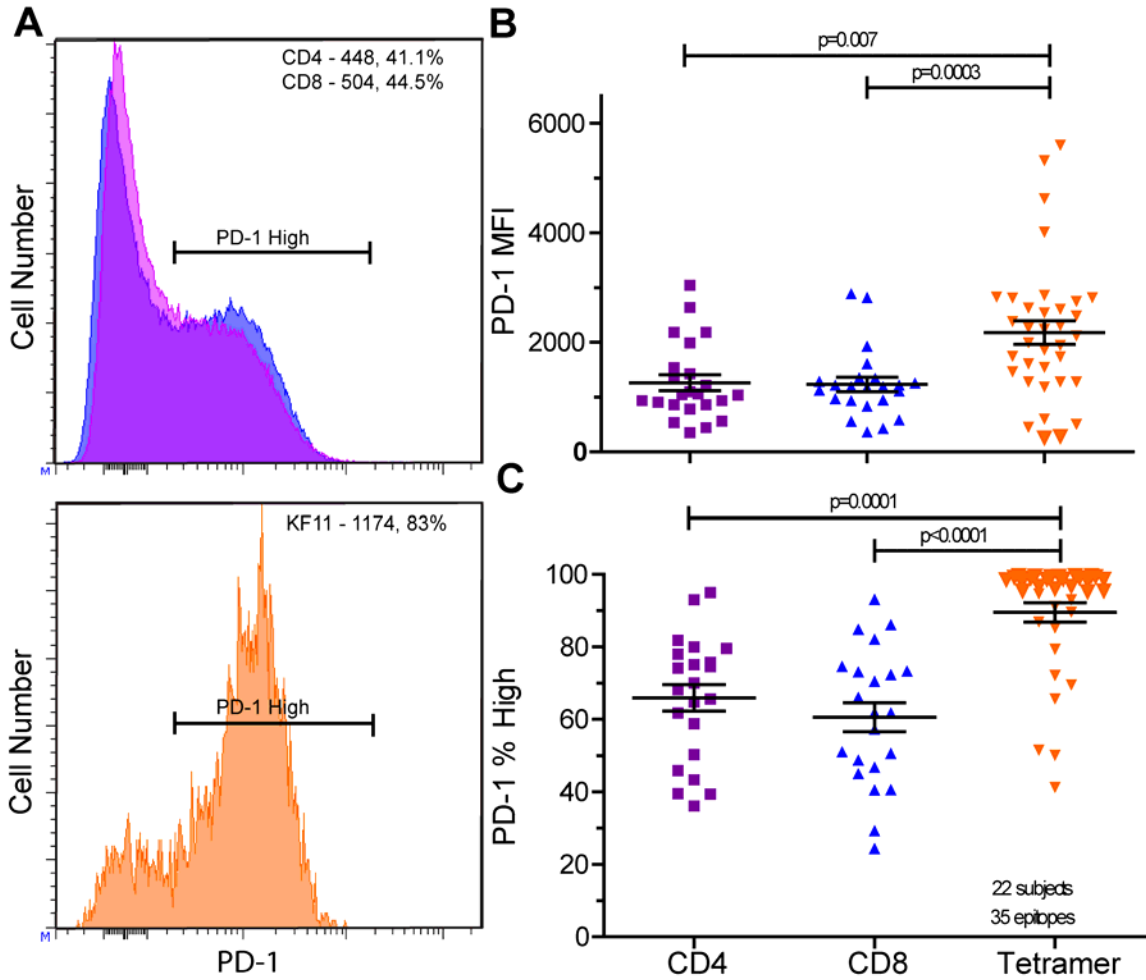 A
CD4 - 448, 41.1%
CD8 - 504, 44.5%
PD-1 High
Cell Number
M
KF11 - 1174, 83%
PD-1 High
Cell Number
M
PD-1
B
p=0.007
p=0.0003
6000
4000
2000
0
PD-1 MFI
C
p=0.0001
p<0.0001
100
80
60
40
20
0
PD-1 % High
22 subjects
35 epitopes
CD4 CD8 Tetramer